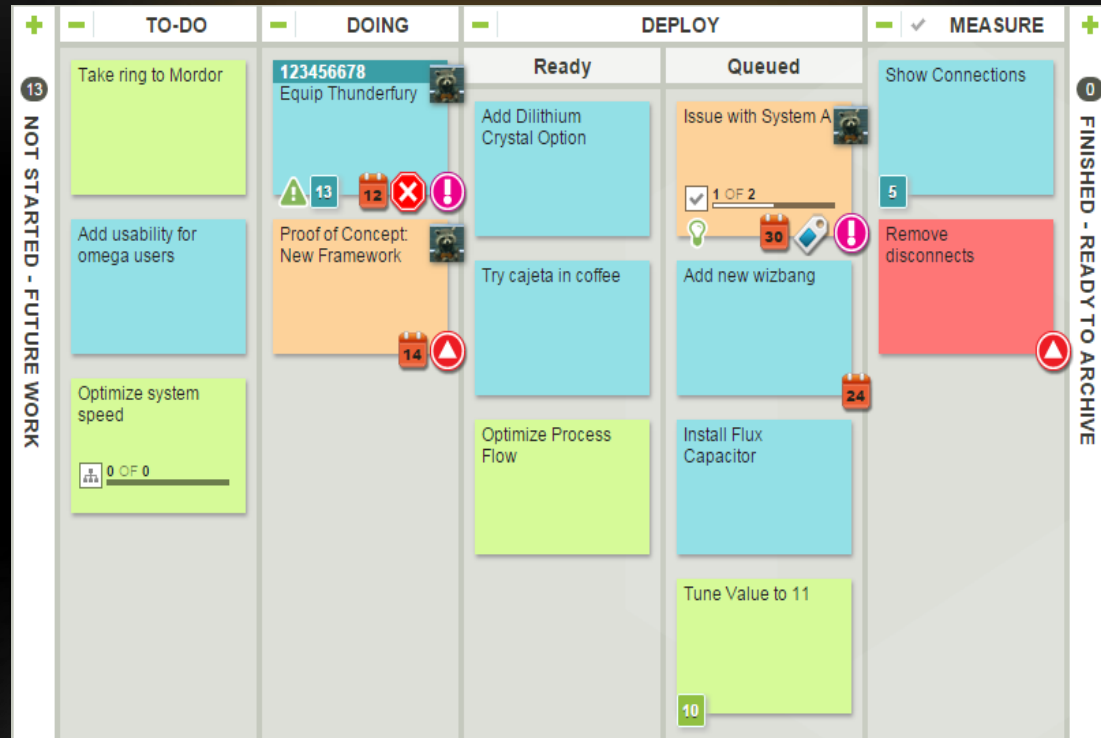 TO-DO
DOING
DEPLOY
MEASURE
13
NOT STARTED - FUTURE WORK
Take ring to Mordor
Add usability for
omega users
Optimize system
speed
0 OF 0
123456678
Equip Thunderfury
13
12
Proof of Concept:
New Framework
14
Ready
Add Dilithium
Crystal Option
Try cajeta in coffee
Optimize Process
Flow
Queued
Issue with System A
1 OF 2
30
Add new wizbang
24
Install Flux
Capacitor
Tune Value to 11
10
Show Connections
5
Remove
disconnects
0
FINISHED - READY TO ARCHIVE